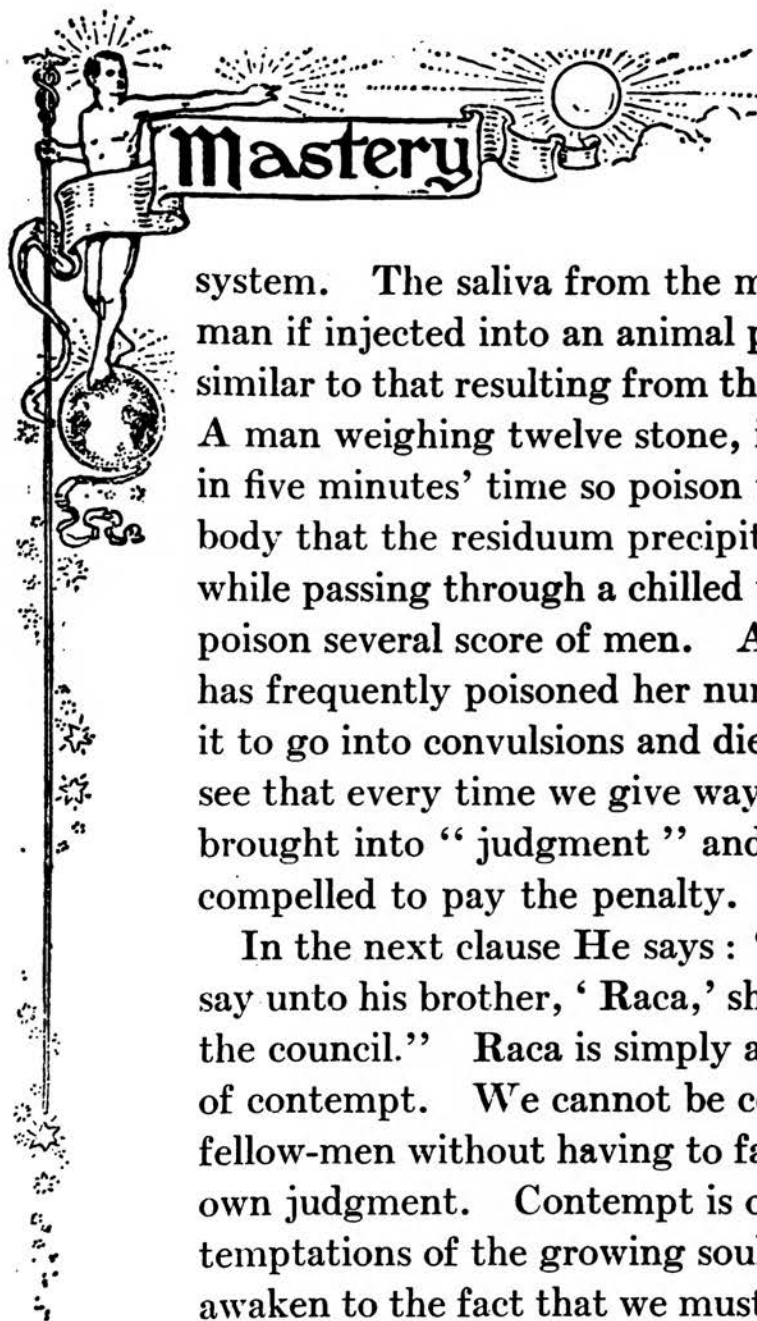 Mastery
system. The saliva from the m
man if injected into an animal p
similar to that resulting from th
A man weighing twelve stone, i
in five minutes' time so poison
body that the residuum precipit
while passing through a chilled
poison several score of men. A
has frequently poisoned her nur
it to go into convulsions and die
see that every time we give way
brought into “ judgment ” and
compelled to pay the penalty.
In the next clause He says : “
say unto his brother, ‘ Raca,’ sh
the council.” Raca is simply a
of contempt. We cannot be co
fellow-men without having to fa
own judgment. Contempt is o
temptations of the growing soul
awaken to the fact that we must